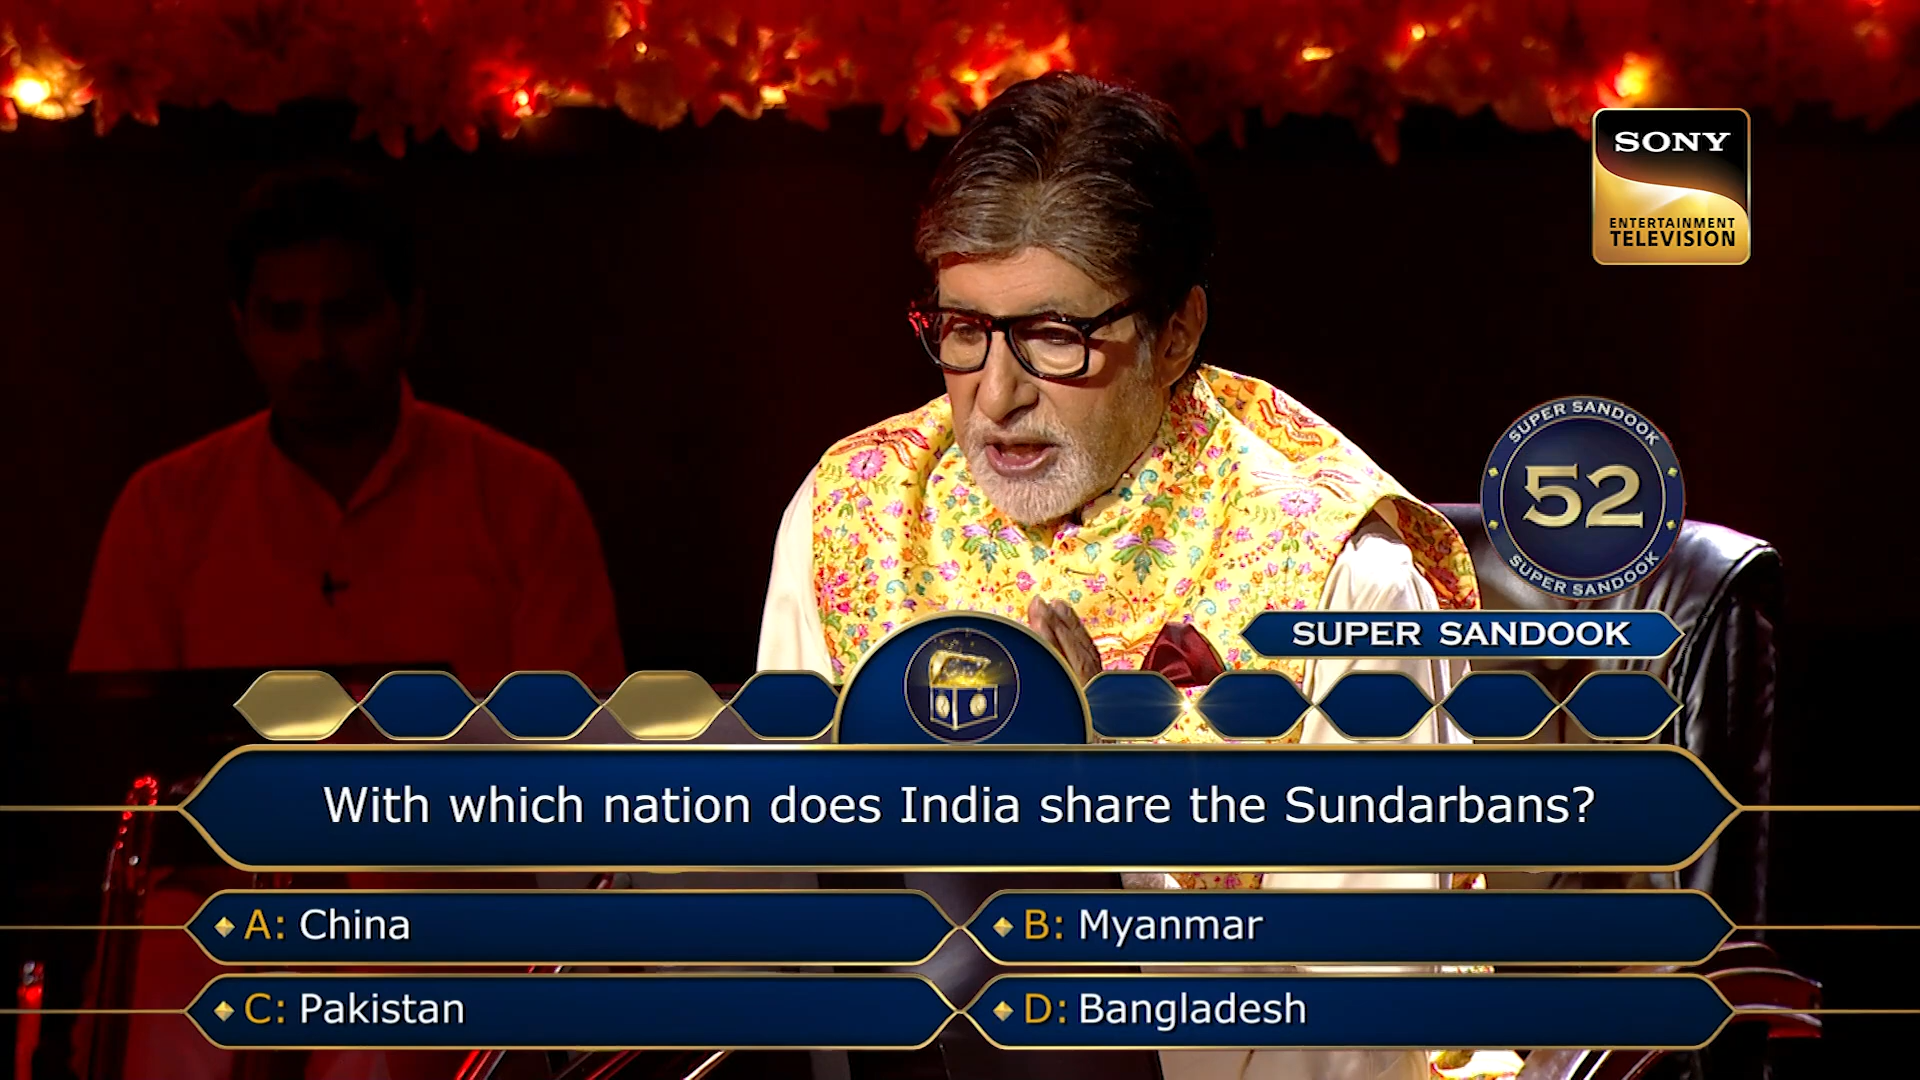 SONY
ENTERTAINMENT
TELEVISION
SUPER SANDOOK
52
SUPER SANDOOK
SUPER SANDOOK
With which nation does India share the Sundarbans?
A: China
B: Myanmar
C: Pakistan
D: Bangladesh